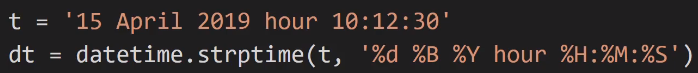 t = '15 April 2019 hour 10:12:30'
dt = datetime.strptime(t, '%d %B %Y hour %H:%M:%S')